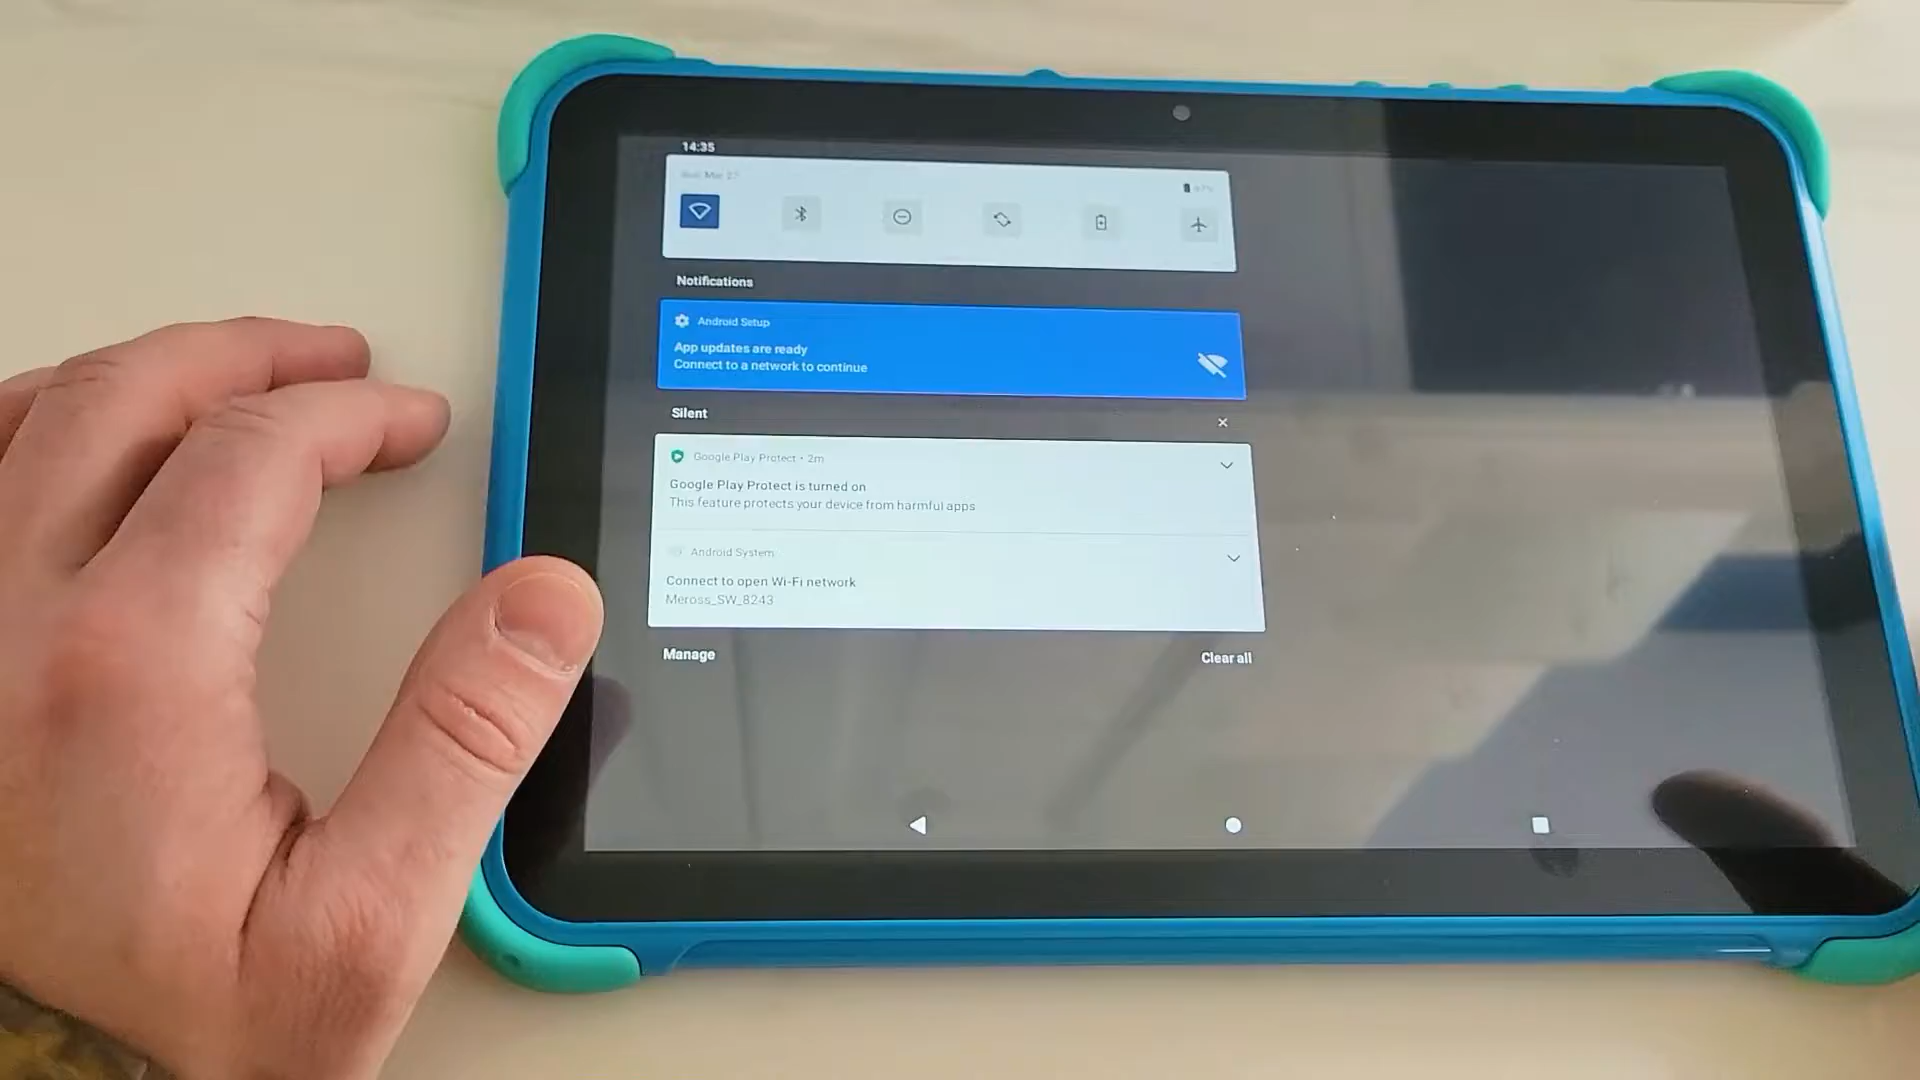 14:35
Notifications
Android Setup
App updates are ready
Connect to a network to continue
Silent
Google Play Protect • 2m
Google Play Protect is turned on
This feature protects your device from harmful apps
Android System
Connect to open Wi-Fi network
Meross_SW_8243
Manage
Clear all